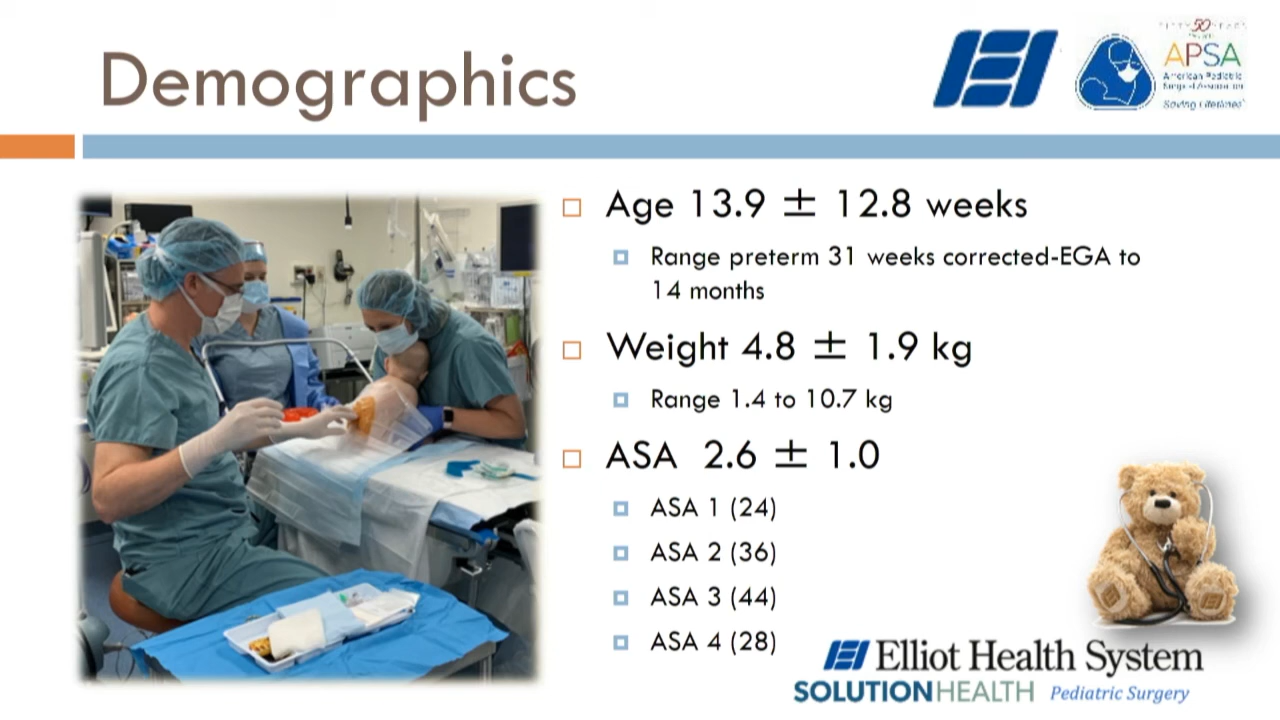 Demographics
50
APSA
American Pediatric
Saving Lifetimes
Age 13.9 ± 12.8 weeks
Range preterm 31 weeks corrected-EGA to
14 months
Weight 4.8 ± 1.9 kg
Range 1.4 to 10.7 kg
ASA 2.6 ± 1.0
ASA 1 (24)
ASA 2 (36)
ASA 3 (44)
ASA 4 (28)
Elliot Health System
SOLUTIONHEALTH Pediatric Surgery